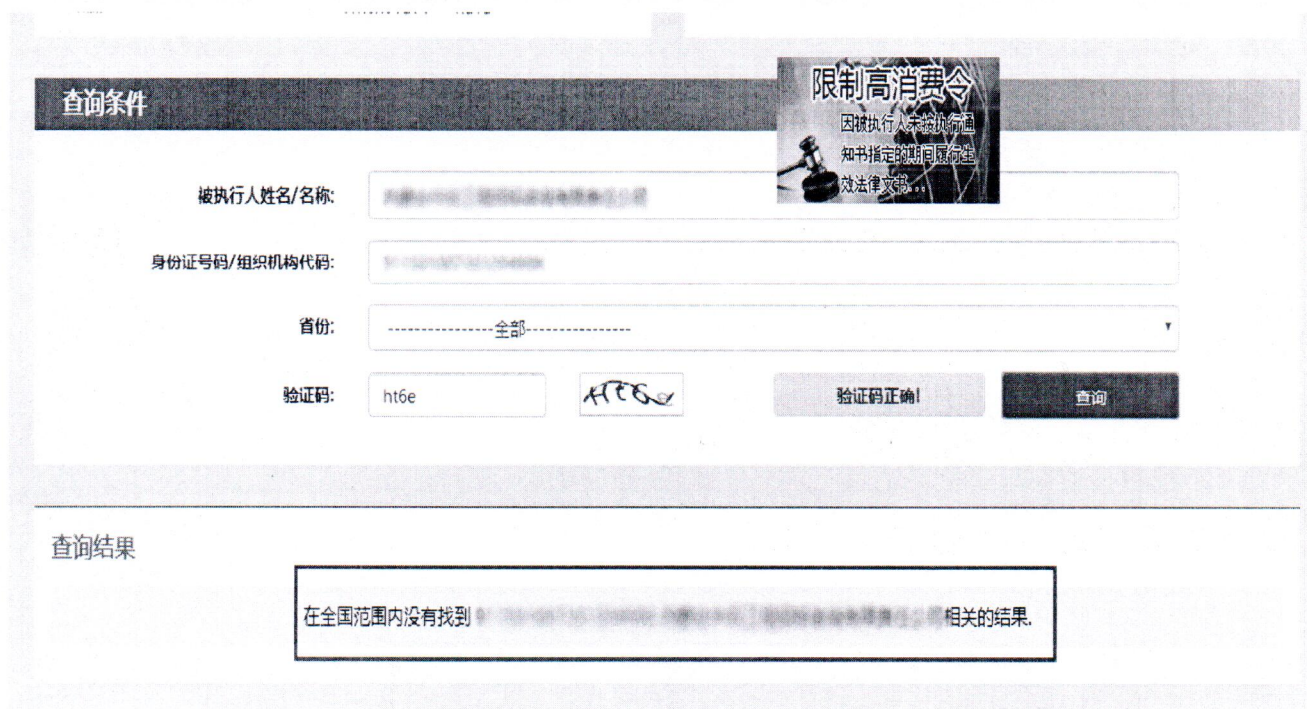 查询条件
限制高消费令
因被执行人未按执行通
知书指定的期间履行生
效法律文书...
被执行人姓名/名称:
身份证号码/组织机构代码:
省份: ---------------全部---------------
验证码: ht6e Ht6e 验证码正确! 查询
查询结果
在全国范围内没有找到 相关的结果.